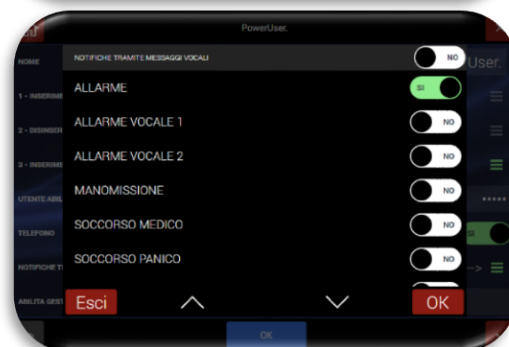 PowerUser.
NOME
NOTIFICHE TRAMITE MESSAGGI VOCALI
NO
User.
ALLARME
SI
1 - INSERIME
ALLARME VOCALE 1
NO
2 - DISINSER
ALLARME VOCALE 2
NO
3 - INSERIME
MANOMISSIONE
NO
UTENTE ABIL
SOCCORSO MEDICO
NO
TELEFONO
SI
SOCCORSO PANICO
NO
NOTIFICHE T
-->
ABILITA GEST
Esci
OK
OK